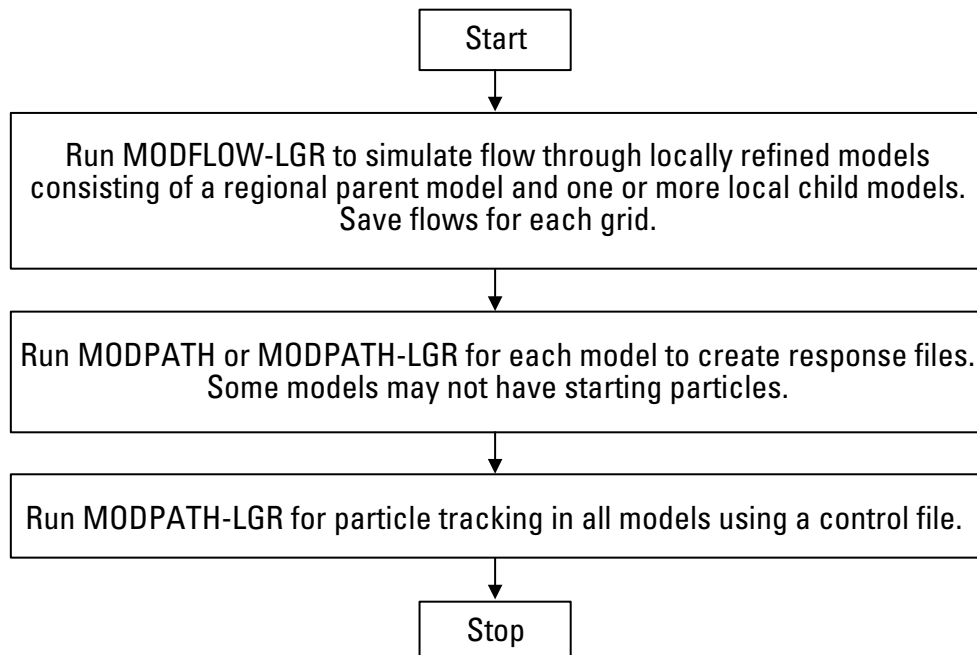 Start
Run MODFLOW-LGR to simulate flow through locally refined models
consisting of a regional parent model and one or more local child models.
Save flows for each grid.
Run MODPATH or MODPATH-LGR for each model to create response files.
Some models may not have starting particles.
Run MODPATH-LGR for particle tracking in all models using a control file.
Stop